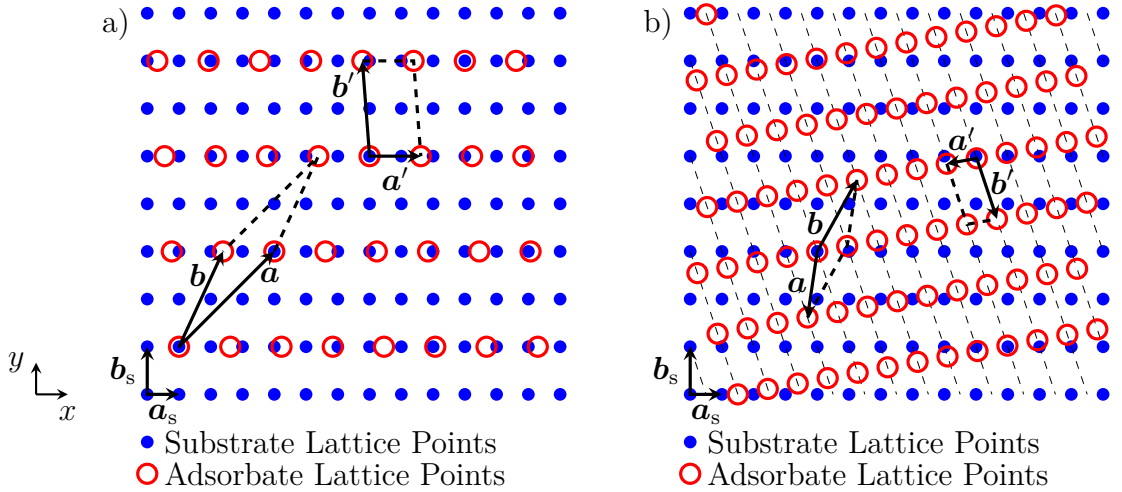 a)
b′
a′
b
a
y
x
b_s
a_s
Substrate Lattice Points
Adsorbate Lattice Points
b)
a′
b′
b
a
b_s
a_s
Substrate Lattice Points
Adsorbate Lattice Points